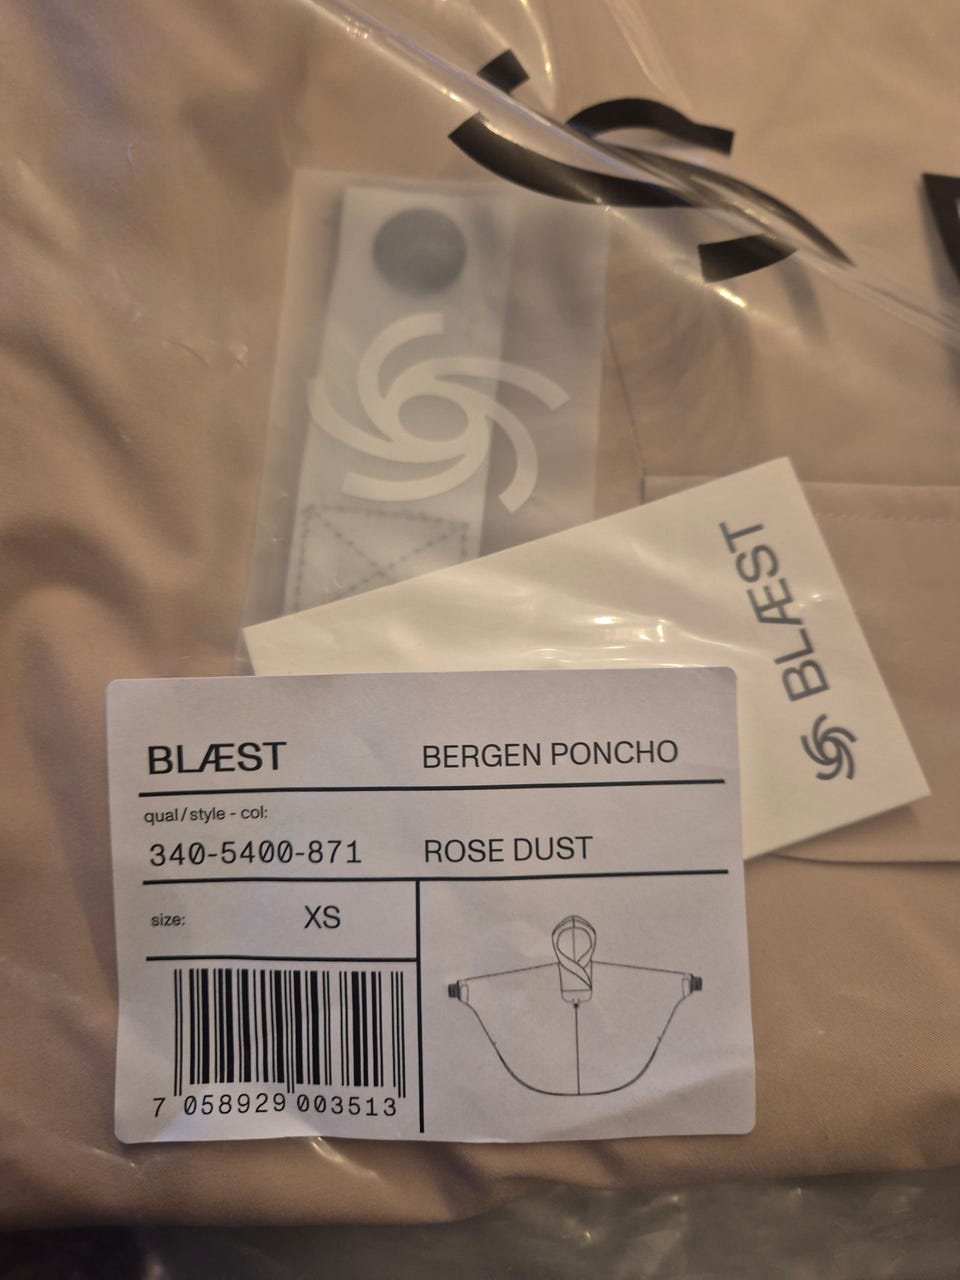 BLÆST
BLÆST BERGEN PONCHO
qual/style - col:
340-5400-871 ROSE DUST
size: XS
7 058929 003513